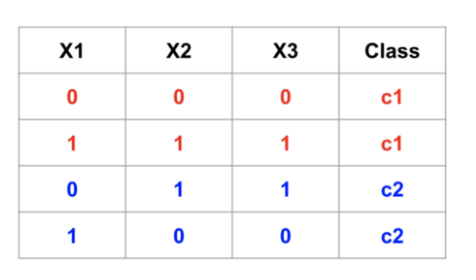 X1 X2 X3 Class
0 0 0 c1
1 1 1 c1
0 1 1 c2
1 0 0 c2